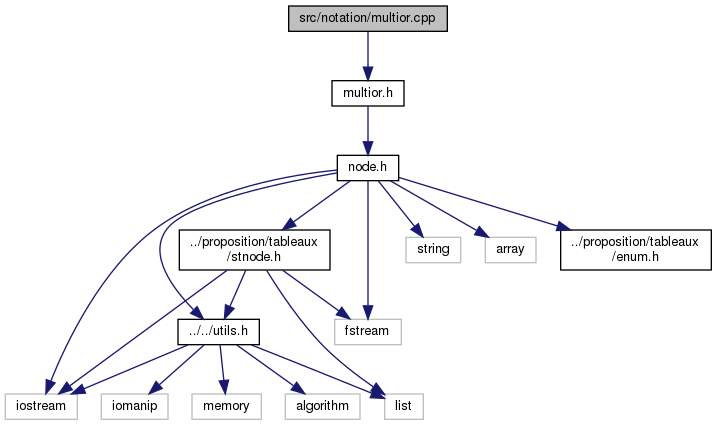 src/notation/multior.cpp
multior.h
node.h
../proposition/tableaux
/stnode.h
string
array
../proposition/tableaux
/enum.h
../../utils.h
fstream
iostream
iomanip
memory
algorithm
list